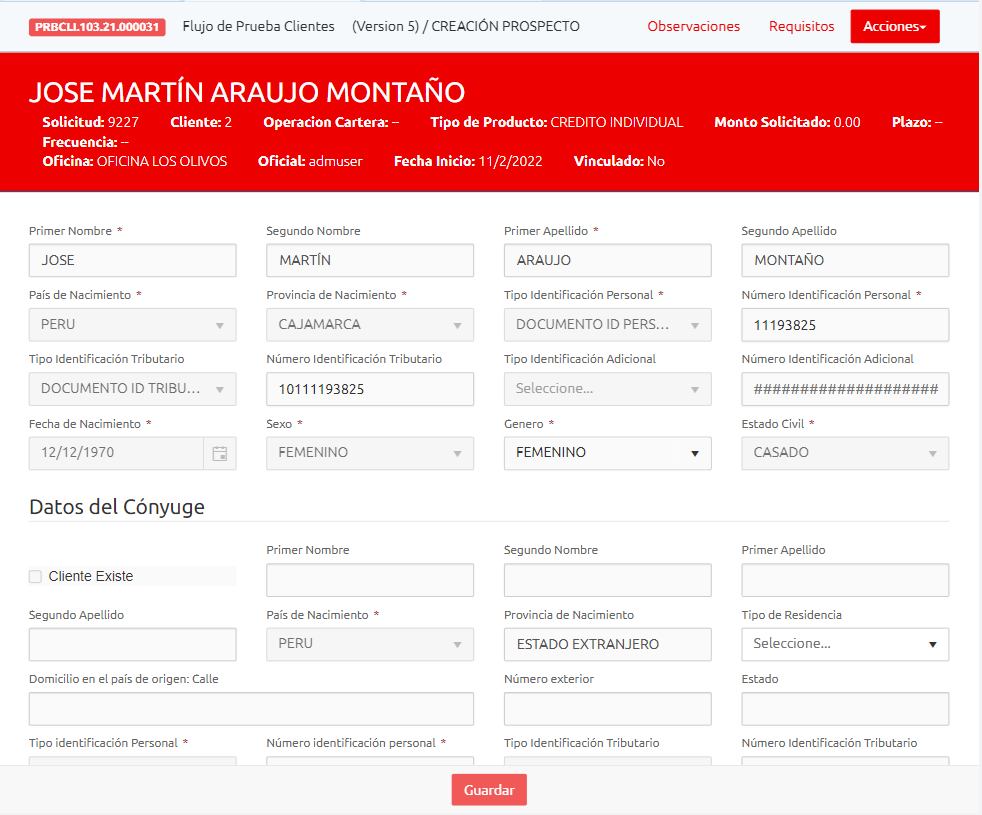 PRBCLI.103.21.000031 Flujo de Prueba Clientes (Version 5) / CREACIÓN PROSPECTO Observaciones Requisitos Acciones
JOSE MARTÍN ARAUJO MONTAÑO
Solicitud: 9227 Cliente: 2 Operacion Cartera: -- Tipo de Producto: CREDITO INDIVIDUAL Monto Solicitado: 0.00 Plazo: --
Frecuencia: --
Oficina: OFICINA LOS OLIVOS Oficial: admuser Fecha Inicio: 11/2/2022 Vinculado: No
Primer Nombre * Segundo Nombre Primer Apellido * Segundo Apellido
JOSE MARTÍN ARAUJO MONTAÑO
País de Nacimiento * Provincia de Nacimiento * Tipo Identificación Personal * Número Identificación Personal *
PERU CAJAMARCA DOCUMENTO ID PERS... 11193825
Tipo Identificación Tributario Número Identificación Tributario Tipo Identificación Adicional Número Identificación Adicional
DOCUMENTO ID TRIBU... 10111193825 Seleccione... ####################
Fecha de Nacimiento * Sexo * Genero * Estado Civil *
12/12/1970 FEMENINO FEMENINO CASADO
Datos del Cónyuge
Primer Nombre Segundo Nombre Primer Apellido
Cliente Existe
Segundo Apellido País de Nacimiento * Provincia de Nacimiento Tipo de Residencia
PERU ESTADO EXTRANJERO Seleccione...
Domicilio en el país de origen: Calle Número exterior Estado
Tipo identificación Personal * Número identificación personal * Tipo Identificación Tributario Número Identificación Tributario
Guardar